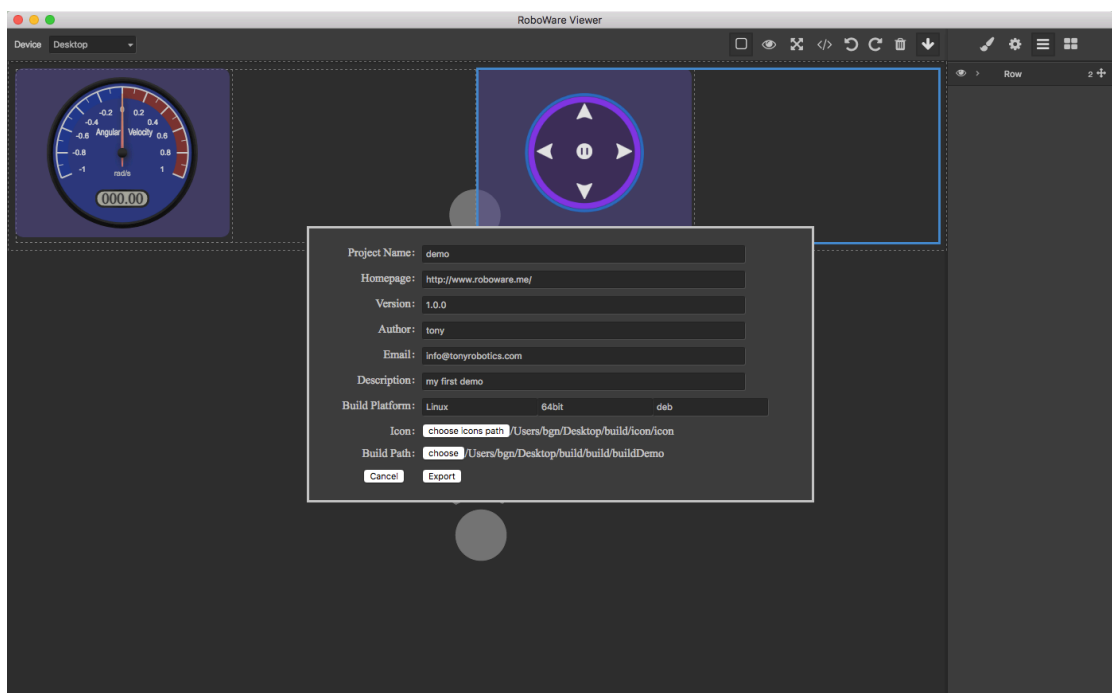 RoboWare Viewer
Device Desktop
</>
Row 2
-0.2 0 0.2
-0.4 0.4
-0.6 Angular Velocity 0.6
-0.8 0.8
-1 rad/s 1
000.00
Project Name: demo
Homepage: http://www.roboware.me/
Version: 1.0.0
Author: tony
Email: info@tonyrobotics.com
Description: my first demo
Build Platform: Linux 64bit deb
Icon: choose icons path /Users/bgn/Desktop/build/icon/icon
Build Path: choose /Users/bgn/Desktop/build/build/buildDemo
Cancel Export